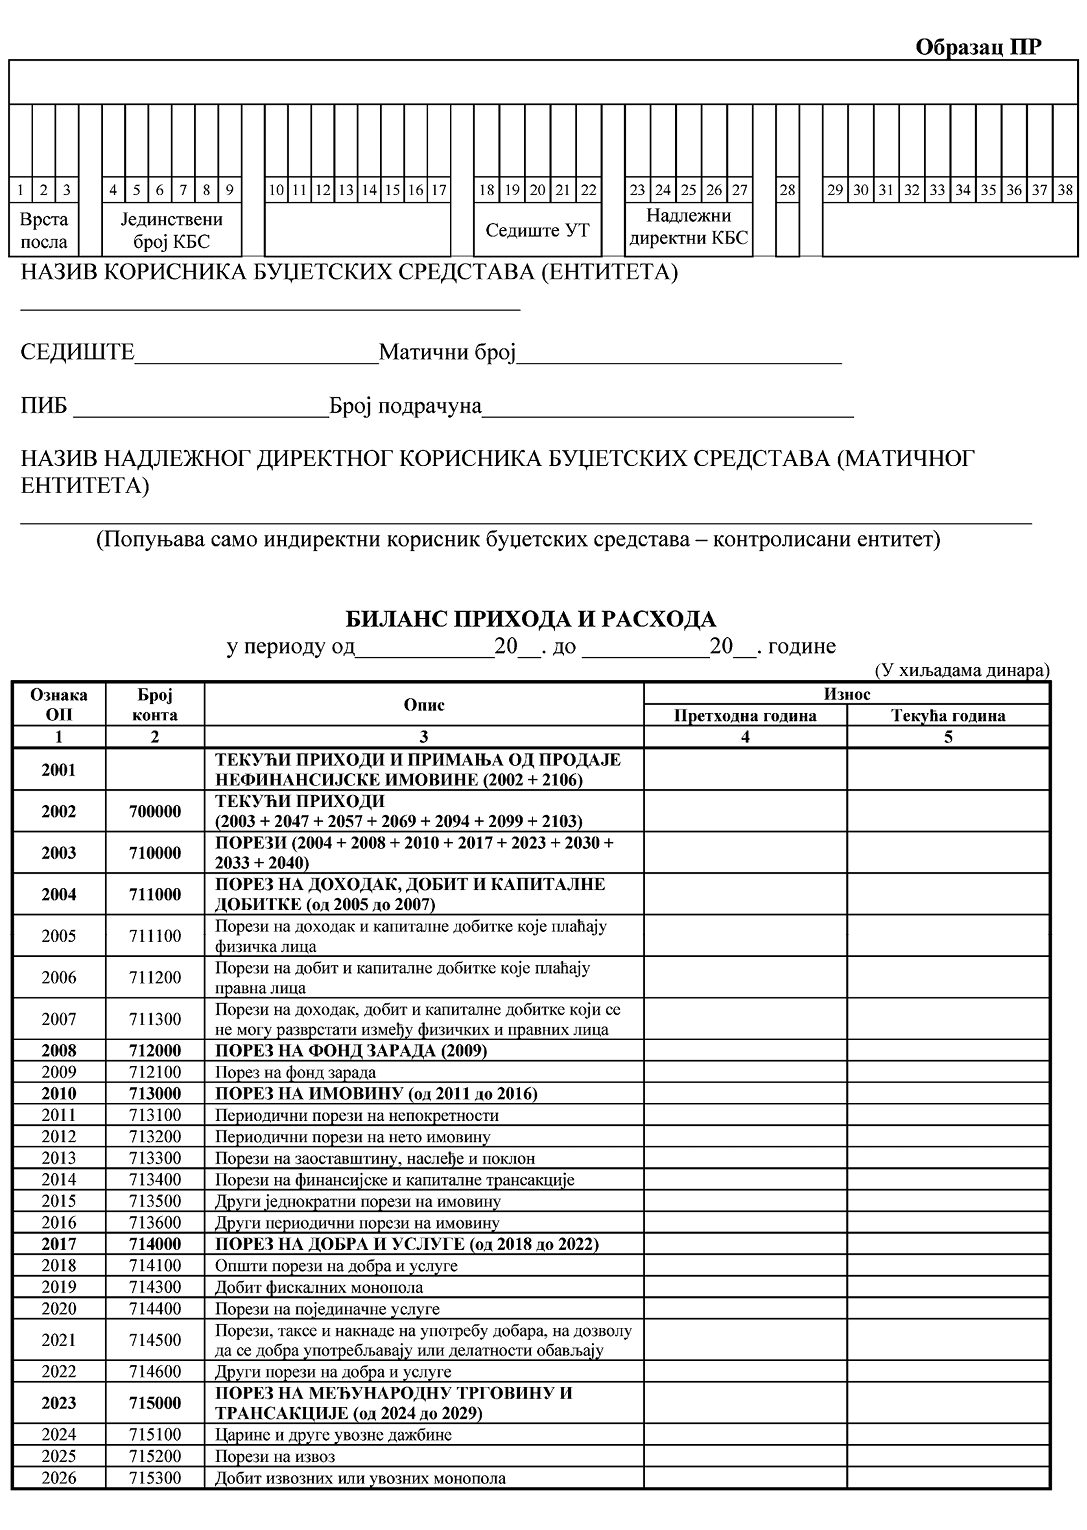 Образац ПР
1 2 3 4 5 6 7 8 9 10 11 12 13 14 15 16 17 18 19 20 21 22 23 24 25 26 27 28 29 30 31 32 33 34 35 36 37 38
Врста посла
Јединствени број КБС
Седиште УТ
Надлежни директни КБС
НАЗИВ КОРИСНИКА БУЏЕТСКИХ СРЕДСТАВА (ЕНТИТЕТА)
СЕДИШТЕ____________________Матични број___________________________
ПИБ _____________________Број подрачуна_______________________________
НАЗИВ НАДЛЕЖНОГ ДИРЕКТНОГ КОРИСНИКА БУЏЕТСКИХ СРЕДСТАВА (МАТИЧНОГ
ЕНТИТЕТА)
(Попуњава само индиректни корисник буџетских средстава – контролисани ентитет)
БИЛАНС ПРИХОДА И РАСХОДА
у периоду од____________20__. до ___________20__. године
(У хиљадама динара)
Ознака ОП Број конта Опис Износ
Претходна година Текућа година
1 2 3 4 5
2001 ТЕКУЋИ ПРИХОДИ И ПРИМАЊА ОД ПРОДАЈЕ
НЕФИНАНСИЈСКЕ ИМОВИНЕ (2002 + 2106)
2002 700000 ТЕКУЋИ ПРИХОДИ
(2003 + 2047 + 2057 + 2069 + 2094 + 2099 + 2103)
2003 710000 ПОРЕЗИ (2004 + 2008 + 2010 + 2017 + 2023 + 2030 +
2033 + 2040)
2004 711000 ПОРЕЗ НА ДОХОДАК, ДОБИТ И КАПИТАЛНЕ
ДОБИТКЕ (од 2005 до 2007)
2005 711100 Порези на доходак и капиталне добитке које плаћају
физичка лица
2006 711200 Порези на добит и капиталне добитке које плаћају
правна лица
2007 711300 Порези на доходак, добит и капиталне добитке који се
не могу разврстати између физичких и правних лица
2008 712000 ПОРЕЗ НА ФОНД ЗАРАДА (2009)
2009 712100 Порез на фонд зарада
2010 713000 ПОРЕЗ НА ИМОВИНУ (од 2011 до 2016)
2011 713100 Периодични порези на непокретности
2012 713200 Периодични порези на нето имовину
2013 713300 Порези на заоставштину, наслеђе и поклон
2014 713400 Порези на финансијске и капиталне трансакције
2015 713500 Други једнократни порези на имовину
2016 713600 Други периодични порези на имовину
2017 714000 ПОРЕЗ НА ДОБРА И УСЛУГЕ (од 2018 до 2022)
2018 714100 Општи порези на добра и услуге
2019 714300 Добит фискалних монопола
2020 714400 Порези на појединачне услуге
2021 714500 Порези, таксе и накнаде на употребу добара, на дозволу
да се добра употребљавају или делатности обављају
2022 714600 Други порези на добра и услуге
2023 715000 ПОРЕЗ НА МЕЂУНАРОДНУ ТРГОВИНУ И
ТРАНСАКЦИЈЕ (од 2024 до 2029)
2024 715100 Царине и друге увозне дажбине
2025 715200 Порези на извоз
2026 715300 Добит извозних или увозних монопола